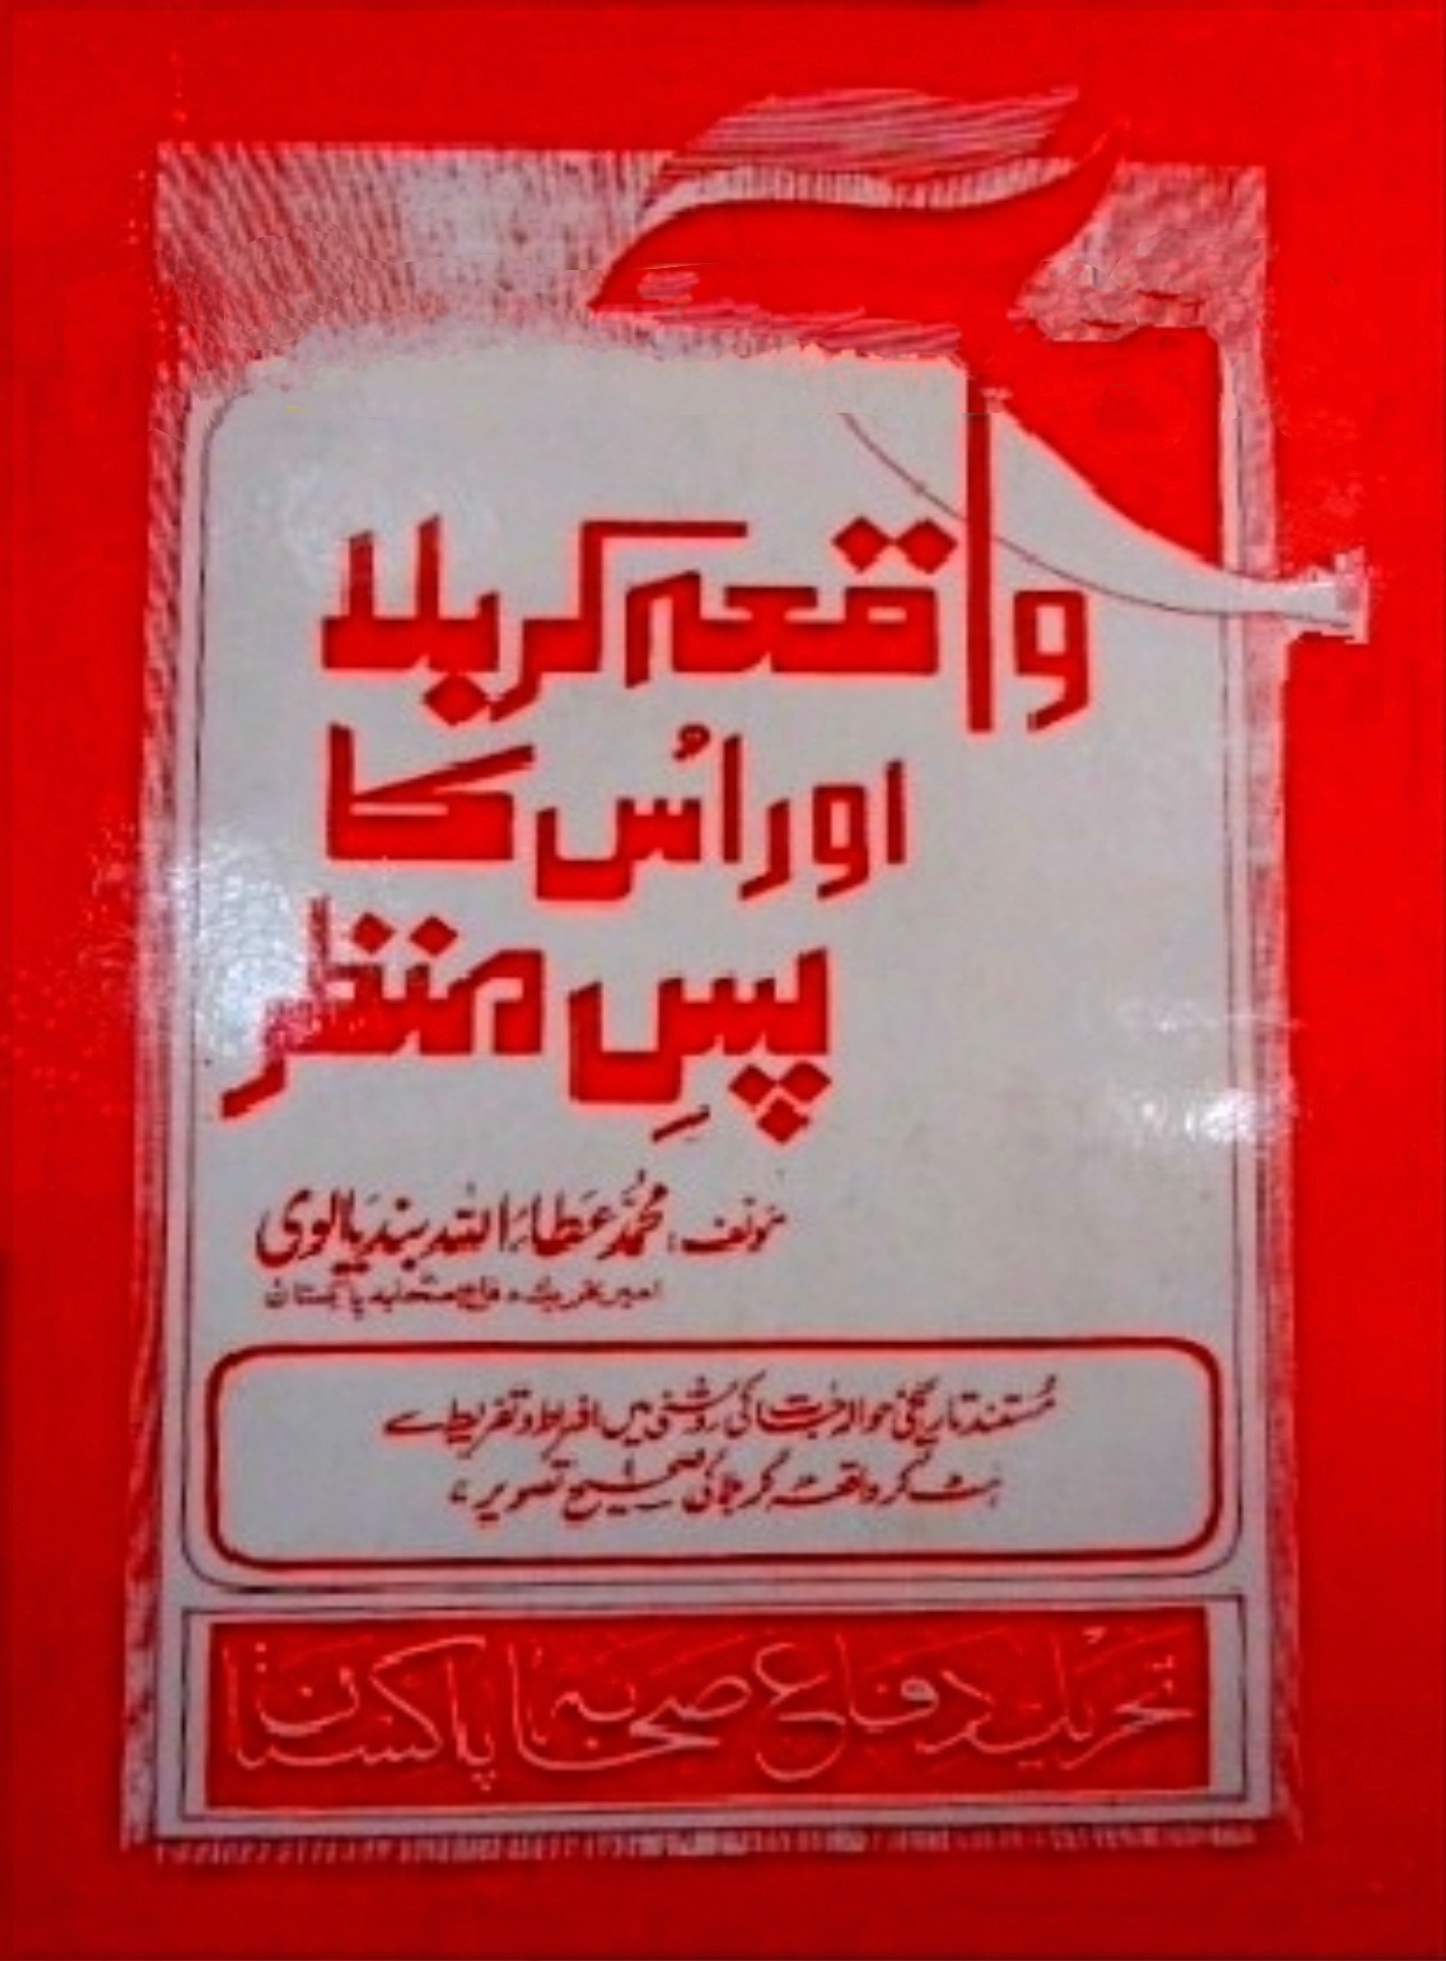 واقعہ کربلا
اور اُس کا
پسِ منظر
مؤلف: محمد عطاء اللہ بندیالوی
امیر تحریک دفاع صحابہ پاکستان
مُستند تاریخی حوالہ جات کی روشنی میں افراط و تفریط سے
ہٹ کر واقعہ کربلا کی صحیح تصویر؟
تحریک دفاع صحابہ پاکستان